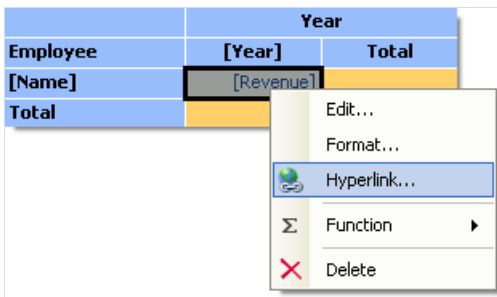 Year
Employee [Year] Total
[Name] [Revenue]
Total
Edit...
Format...
Hyperlink...
Σ Function
Delete